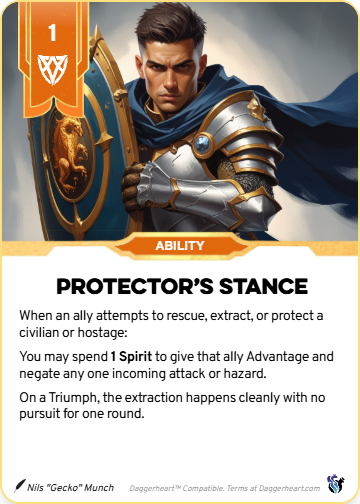 1
ABILITY
PROTECTOR'S STANCE
When an ally attempts to rescue, extract, or protect a
civilian or hostage:
You may spend 1 Spirit to give that ally Advantage and
negate any one incoming attack or hazard.
On a Triumph, the extraction happens cleanly with no
pursuit for one round.
Nils "Gecko" Munch
Daggerheart™ Compatible. Terms at Daggerheart.com